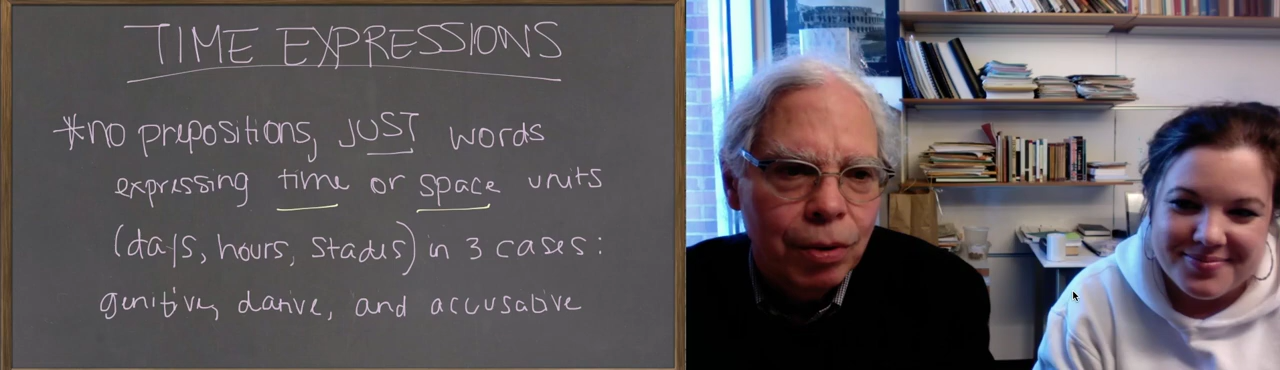 TIME EXPRESSIONS
*no prepositions, JUST words
expressing time or space units
(days, hours, stades) in 3 cases:
genitive, dative, and accusative